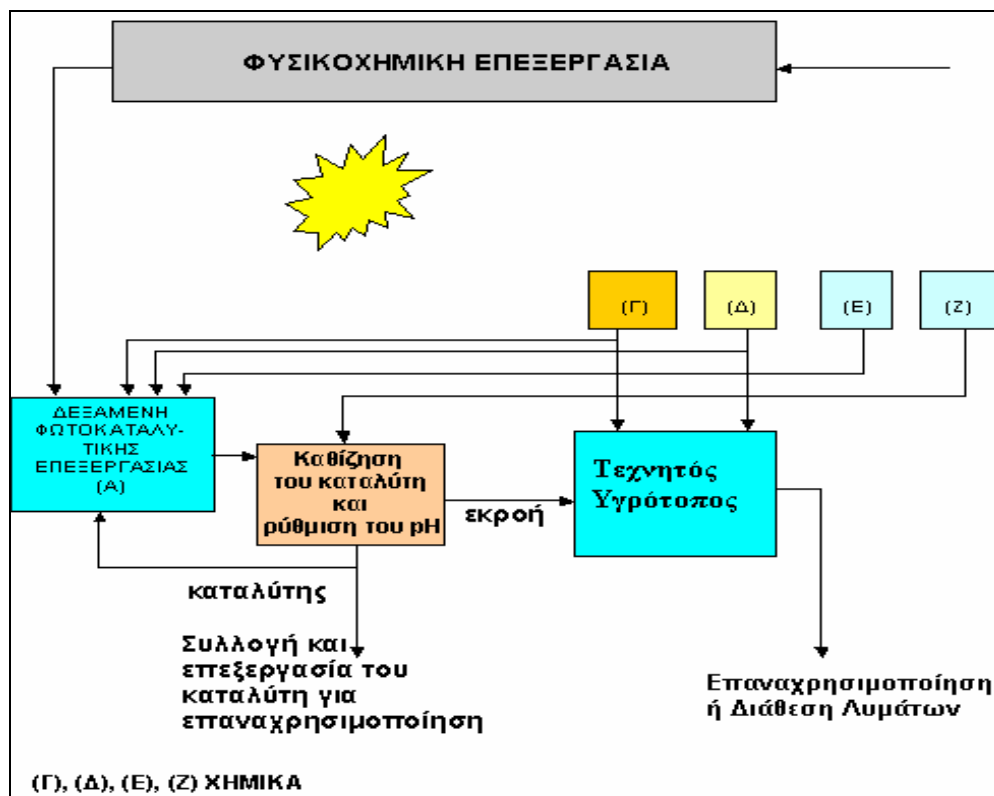 ΦΥΣΙΚΟΧΗΜΙΚΗ ΕΠΕΞΕΡΓΑΣΙΑ
(Γ)
(Δ)
(Ε)
(Ζ)
ΔΕΞΑΜΕΝΗ
ΦΩΤΟΚΑΤΑΛΥ-
ΤΙΚΗΣ
ΕΠΕΞΕΡΓΑΣΙΑΣ
(Α)
Καθίζηση
του καταλύτη
και
ρύθμιση του pH
εκροή
Τεχνητός
Υγρότοπος
καταλύτης
Συλλογή και
επεξεργασία του
καταλύτη για
επαναχρησιμοποίηση
Επαναχρησιμοποίηση
ή Διάθεση Λυμάτων
(Γ), (Δ), (Ε), (Ζ) ΧΗΜΙΚΑ